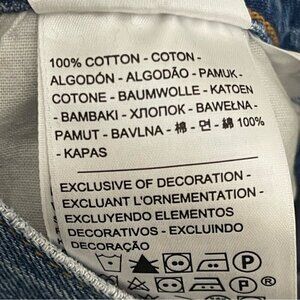 100% COTTON - COTON -
ALGODÓN - ALGODÃO - PAMUK -
COTONE - BAUMWOLLE - KATOEN
- BAMBAKI - ХЛОПОК - BAWEŁNA -
PAMUT - BAVLNA - 棉 - 면 - 綿 100%
- KAPAS
EXCLUSIVE OF DECORATION -
EXCLUANT L'ORNEMENTATION -
EXCLUYENDO ELEMENTOS
DECORATIVOS - EXCLUINDO
DECORAÇÃO